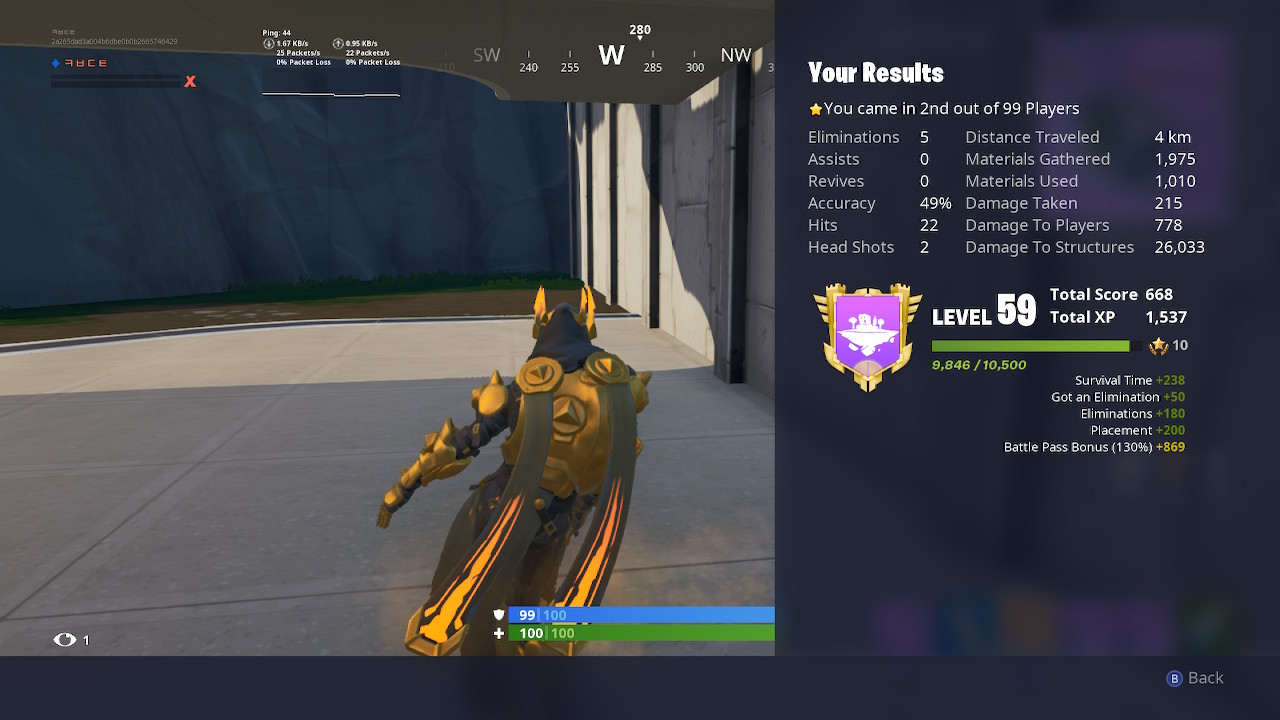 Ping: 44
1.67 KB/s 0.95 KB/s
25 Packets/s 22 Packets/s
0% Packet Loss 0% Packet Loss
280
210 SW 240 255 W 285 300 NW 3
X
99 | 100
100 | 100
1
Your Results
You came in 2nd out of 99 Players
Eliminations 5 Distance Traveled 4 km
Assists 0 Materials Gathered 1,975
Revives 0 Materials Used 1,010
Accuracy 49% Damage Taken 215
Hits 22 Damage To Players 778
Head Shots 2 Damage To Structures 26,033
LEVEL 59
Total Score 668
Total XP 1,537
10
9,846 / 10,500
Survival Time +238
Got an Elimination +50
Eliminations +180
Placement +200
Battle Pass Bonus (130%) +869
B Back